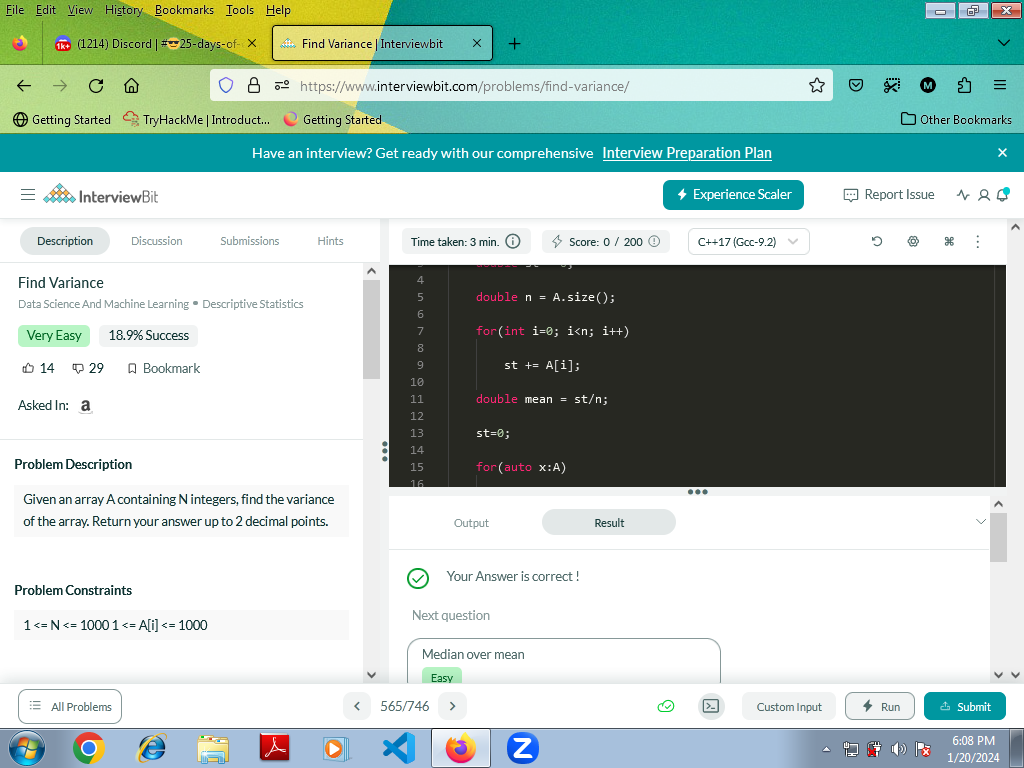 File Edit View History Bookmarks Tools Help
1K+ (1214) Discord | #😎25-days-of-
Find Variance | Interviewbit
https://www.interviewbit.com/problems/find-variance/
M
Getting Started TryHackMe | Introduct... Getting Started Other Bookmarks
Have an interview? Get ready with our comprehensive Interview Preparation Plan
InterviewBit Experience Scaler Report Issue
Description Discussion Submissions Hints
Time taken: 3 min. Score: 0 / 200 C++17 (Gcc-9.2)
Find Variance
Data Science And Machine Learning • Descriptive Statistics
Very Easy 18.9% Success
14 29 Bookmark
Asked In: a
Problem Description
Given an array A containing N integers, find the variance
of the array. Return your answer up to 2 decimal points.
Problem Constraints
1 <= N <= 1000 1 <= A[i] <= 1000
4
5 double n = A.size();
6
7 for(int i=0; i<n; i++)
8
9 st += A[i];
10
11 double mean = st/n;
12
13 st=0;
14
15 for(auto x:A)
16
Output Result
Your Answer is correct !
Next question
Median over mean
Easy
All Problems 565/746 Custom Input Run Submit
6:08 PM
1/20/2024